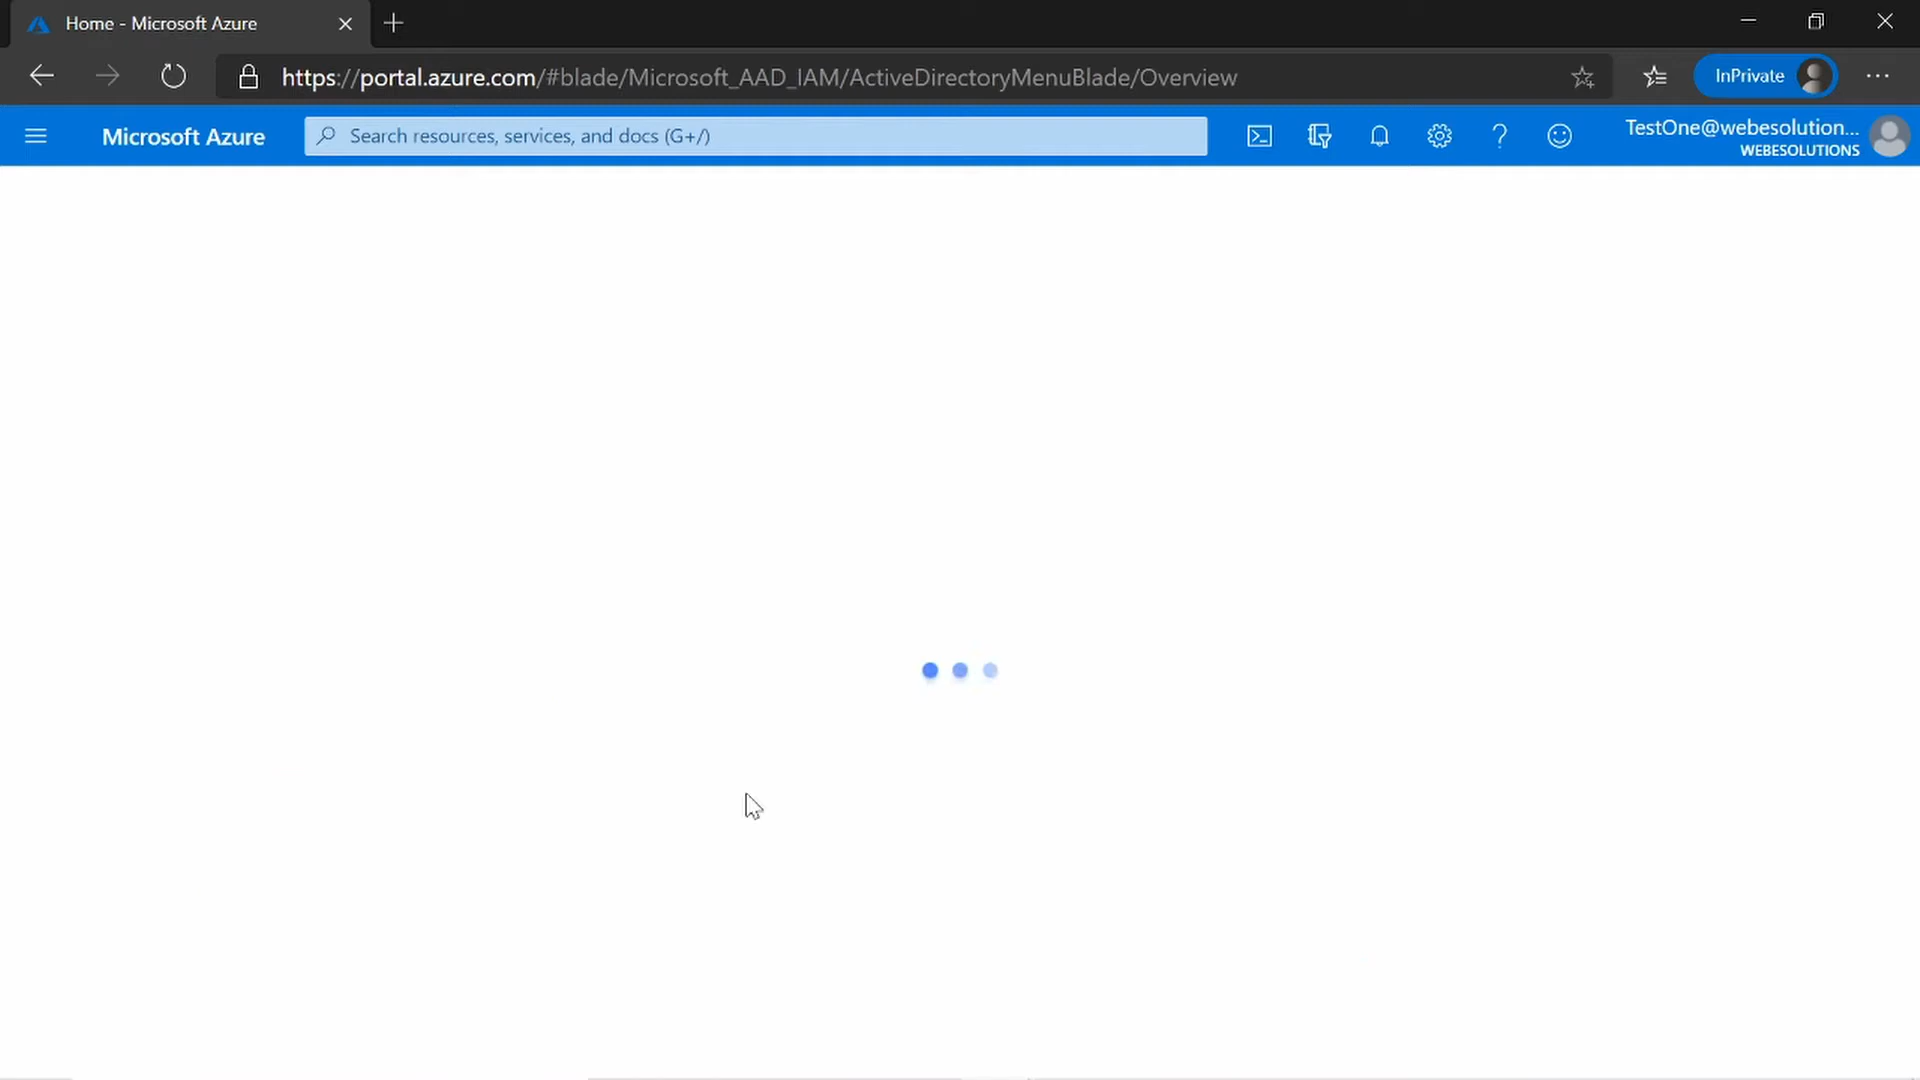 Home - Microsoft Azure
https://portal.azure.com/#blade/Microsoft_AAD_IAM/ActiveDirectoryMenuBlade/Overview
InPrivate
Microsoft Azure
Search resources, services, and docs (G+/)
TestOne@webesolution...
WEBESOLUTIONS